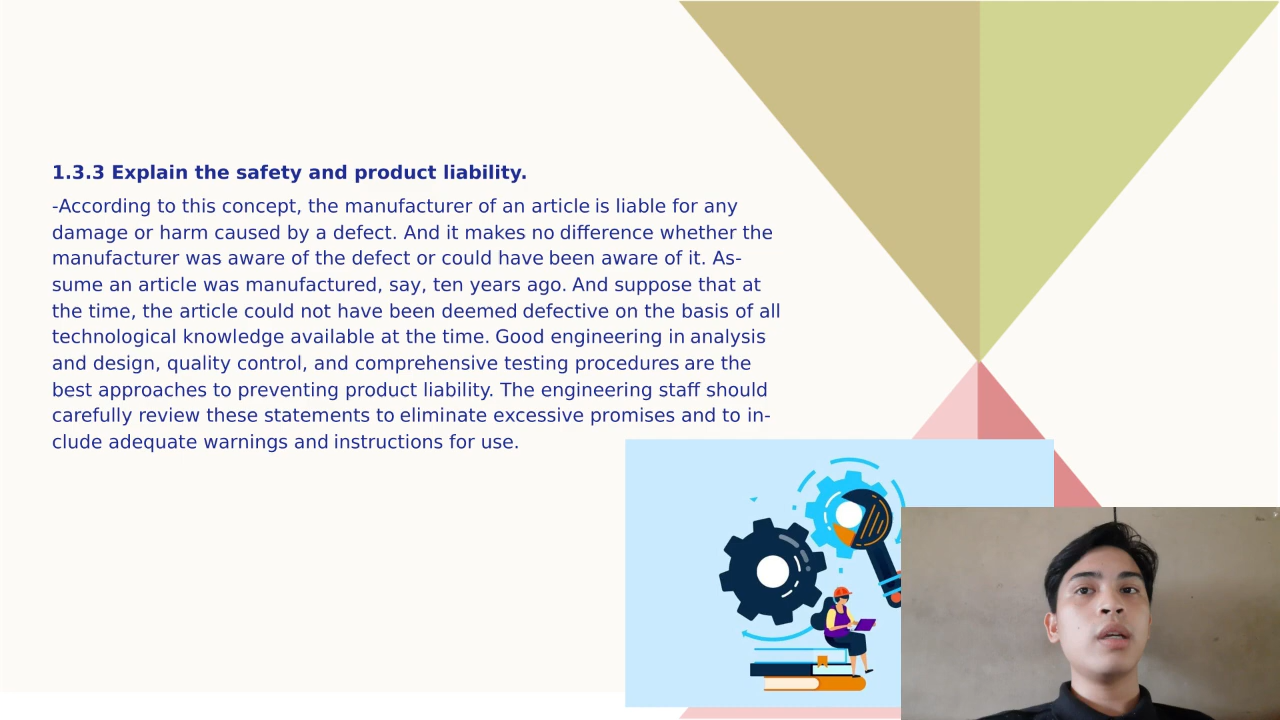 1.3.3 Explain the safety and product liability.
-According to this concept, the manufacturer of an article is liable for any
damage or harm caused by a defect. And it makes no difference whether the
manufacturer was aware of the defect or could have been aware of it. As-
sume an article was manufactured, say, ten years ago. And suppose that at
the time, the article could not have been deemed defective on the basis of all
technological knowledge available at the time. Good engineering in analysis
and design, quality control, and comprehensive testing procedures are the
best approaches to preventing product liability. The engineering staff should
carefully review these statements to eliminate excessive promises and to in-
clude adequate warnings and instructions for use.